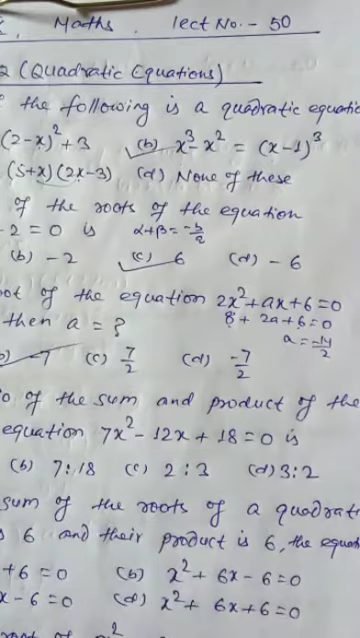 Maths. lect No.- 50
(Quadratic Equations)
the following is a quadratic equatio
(2-x)²+3 (b) x³-x² = (x-1)³
(5+x)(2x-3) (d) None of these
of the roots of the equation
2=0 is α+β=-b/a
(b) -2 (c) 6 (d) -6
ot of the equation 2x²+ax+6=0
then a = ? 8+2a+6=0
a=-14/2
-7 (c) 7/2 (d) -7/2
io of the sum and product of the
equation 7x²-12x+18=0 is
(b) 7:18 (c) 2:3 (d) 3:2
sum of the roots of a quadrati
6 and their product is 6, the equat
+6=0 (b) x²+6x-6=0
x-6=0 (d) x²+6x+6=0